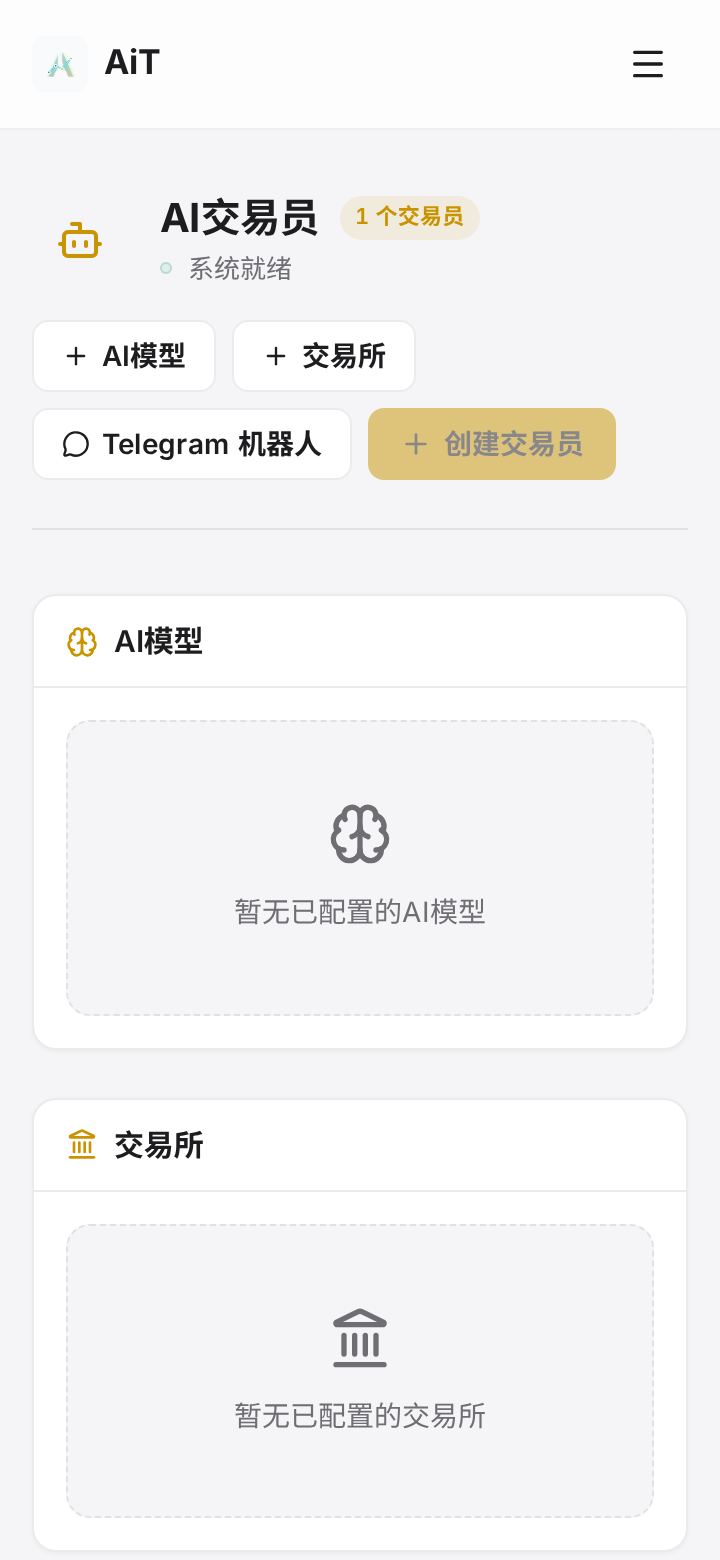 AiT
AI交易员
1 个交易员
系统就绪
AI模型
交易所
Telegram 机器人
创建交易员
AI模型
暂无已配置的AI模型
交易所
暂无已配置的交易所